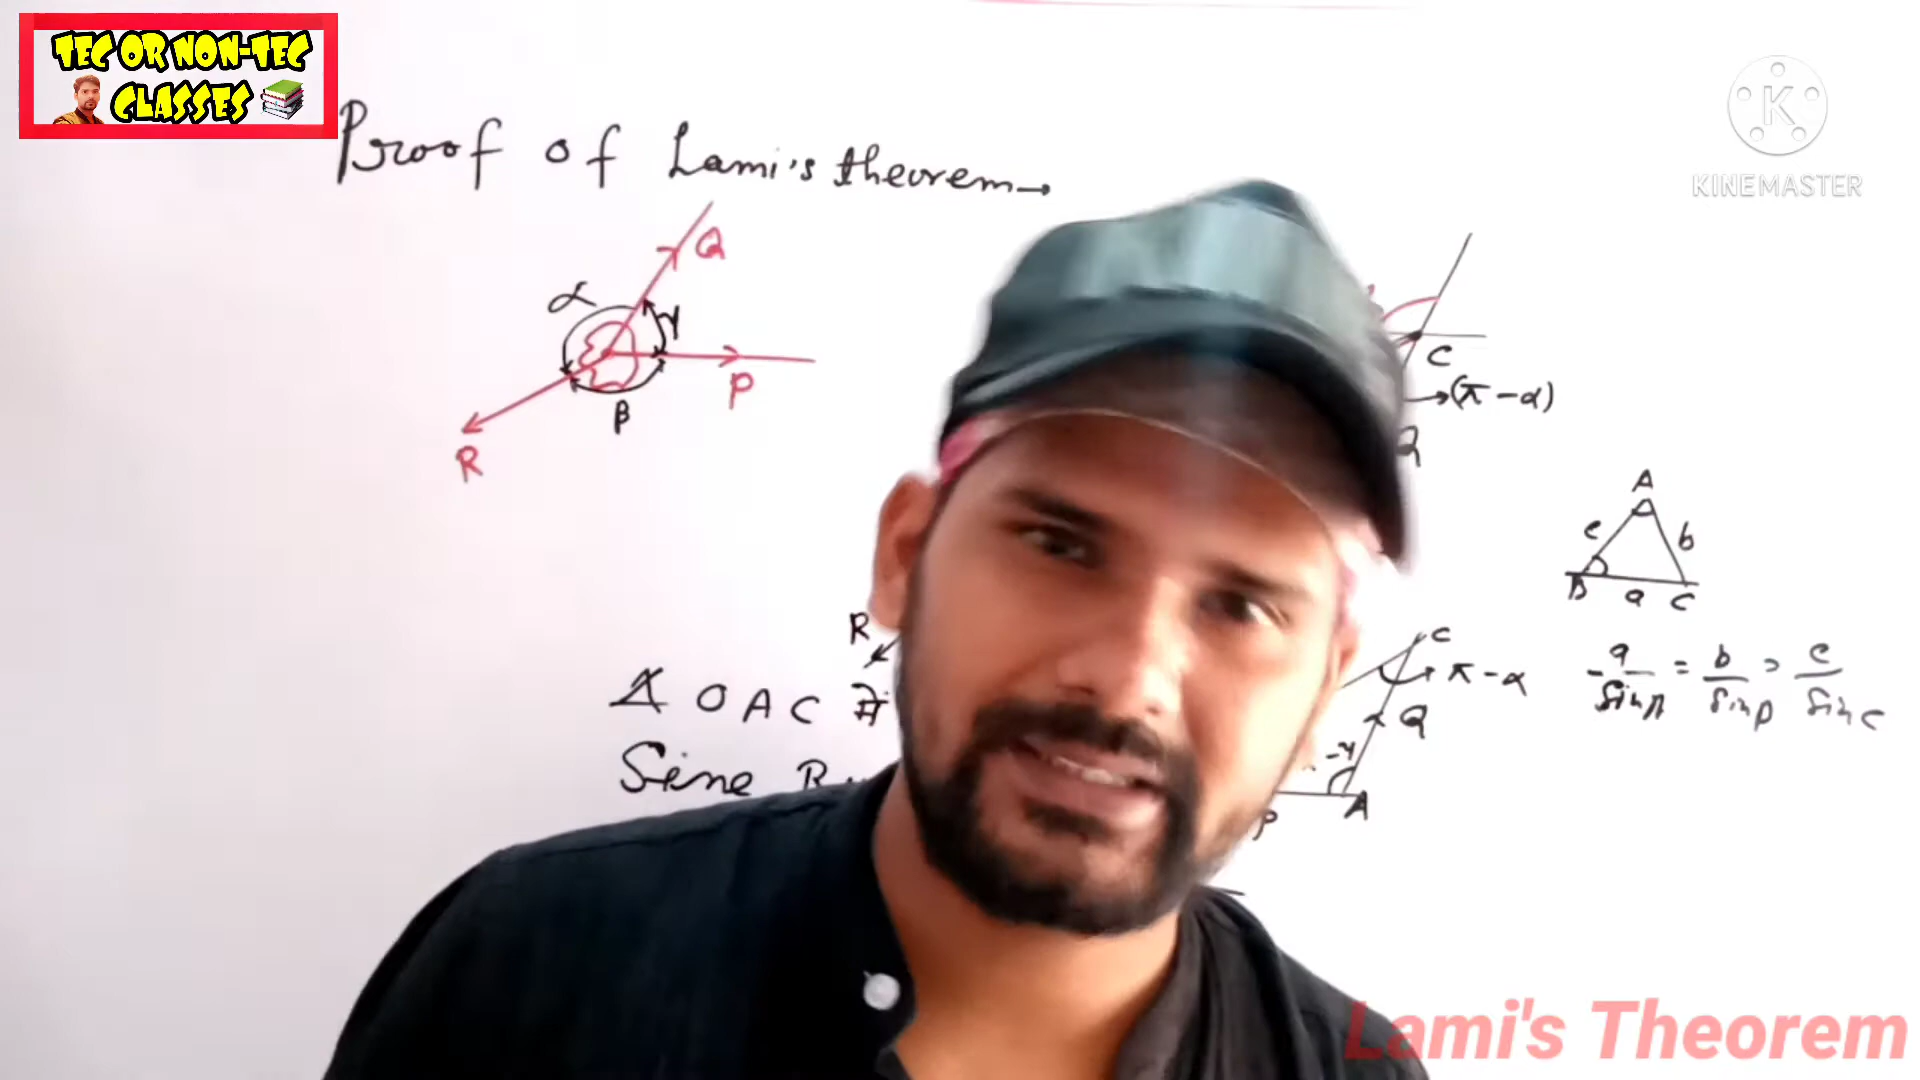 TEC OR NON-TEC
CLASSES
KINEMASTER
Proof of Lami's theorem→
Q
α
γ
P
β
R
C
→(π-α)
Q
A
c b
B a C
R
C
π-α
Q
-γ
P A
∆ OAC में
Sine
a/sinA = b/sinB = c/sinC
Lami's Theorem